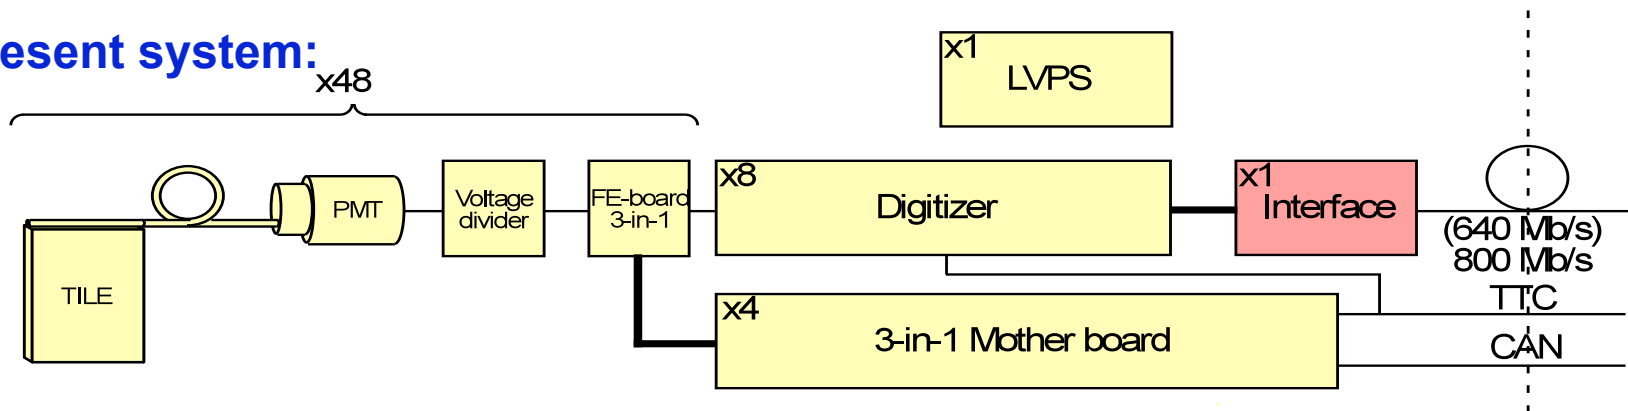 esent system:
x48
x1
LVPS
TILE
PMT
Voltage
divider
FE-board
3-in-1
x8
Digitizer
x1
Interface
(640 Mb/s)
800 Mb/s
TTC
x4
3-in-1 Mother board
CAN